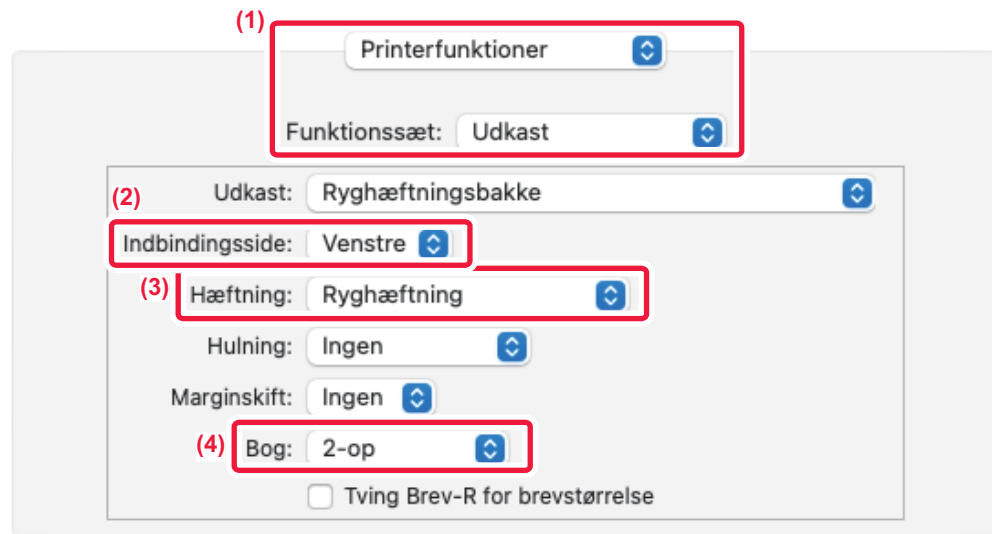 (1)
Printerfunktioner
Funktionssæt: Udkast
Udkast: Ryghæftningsbakke
(2)
Indbindingsside: Venstre
(3) Hæftning: Ryghæftning
Hulning: Ingen
Marginskift: Ingen
(4) Bog: 2-op
Tving Brev-R for brevstørrelse